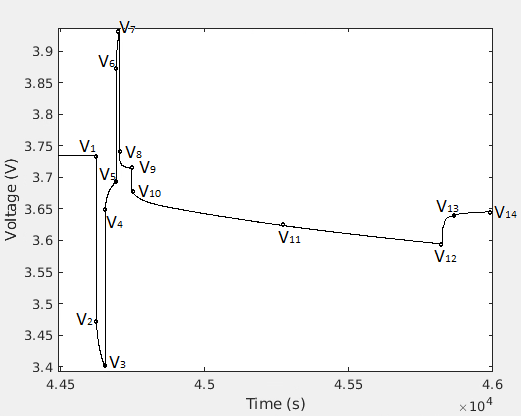 V7
3.9
V6
3.85
3.8
3.75
V1
V8
V9
3.7
V5
V10
3.65
V4
V13
V14
3.6
V11
V12
3.55
3.5
V2
3.45
3.4
V3
4.45
4.5
4.55
4.6
Time (s)
×10^4
Voltage (V)